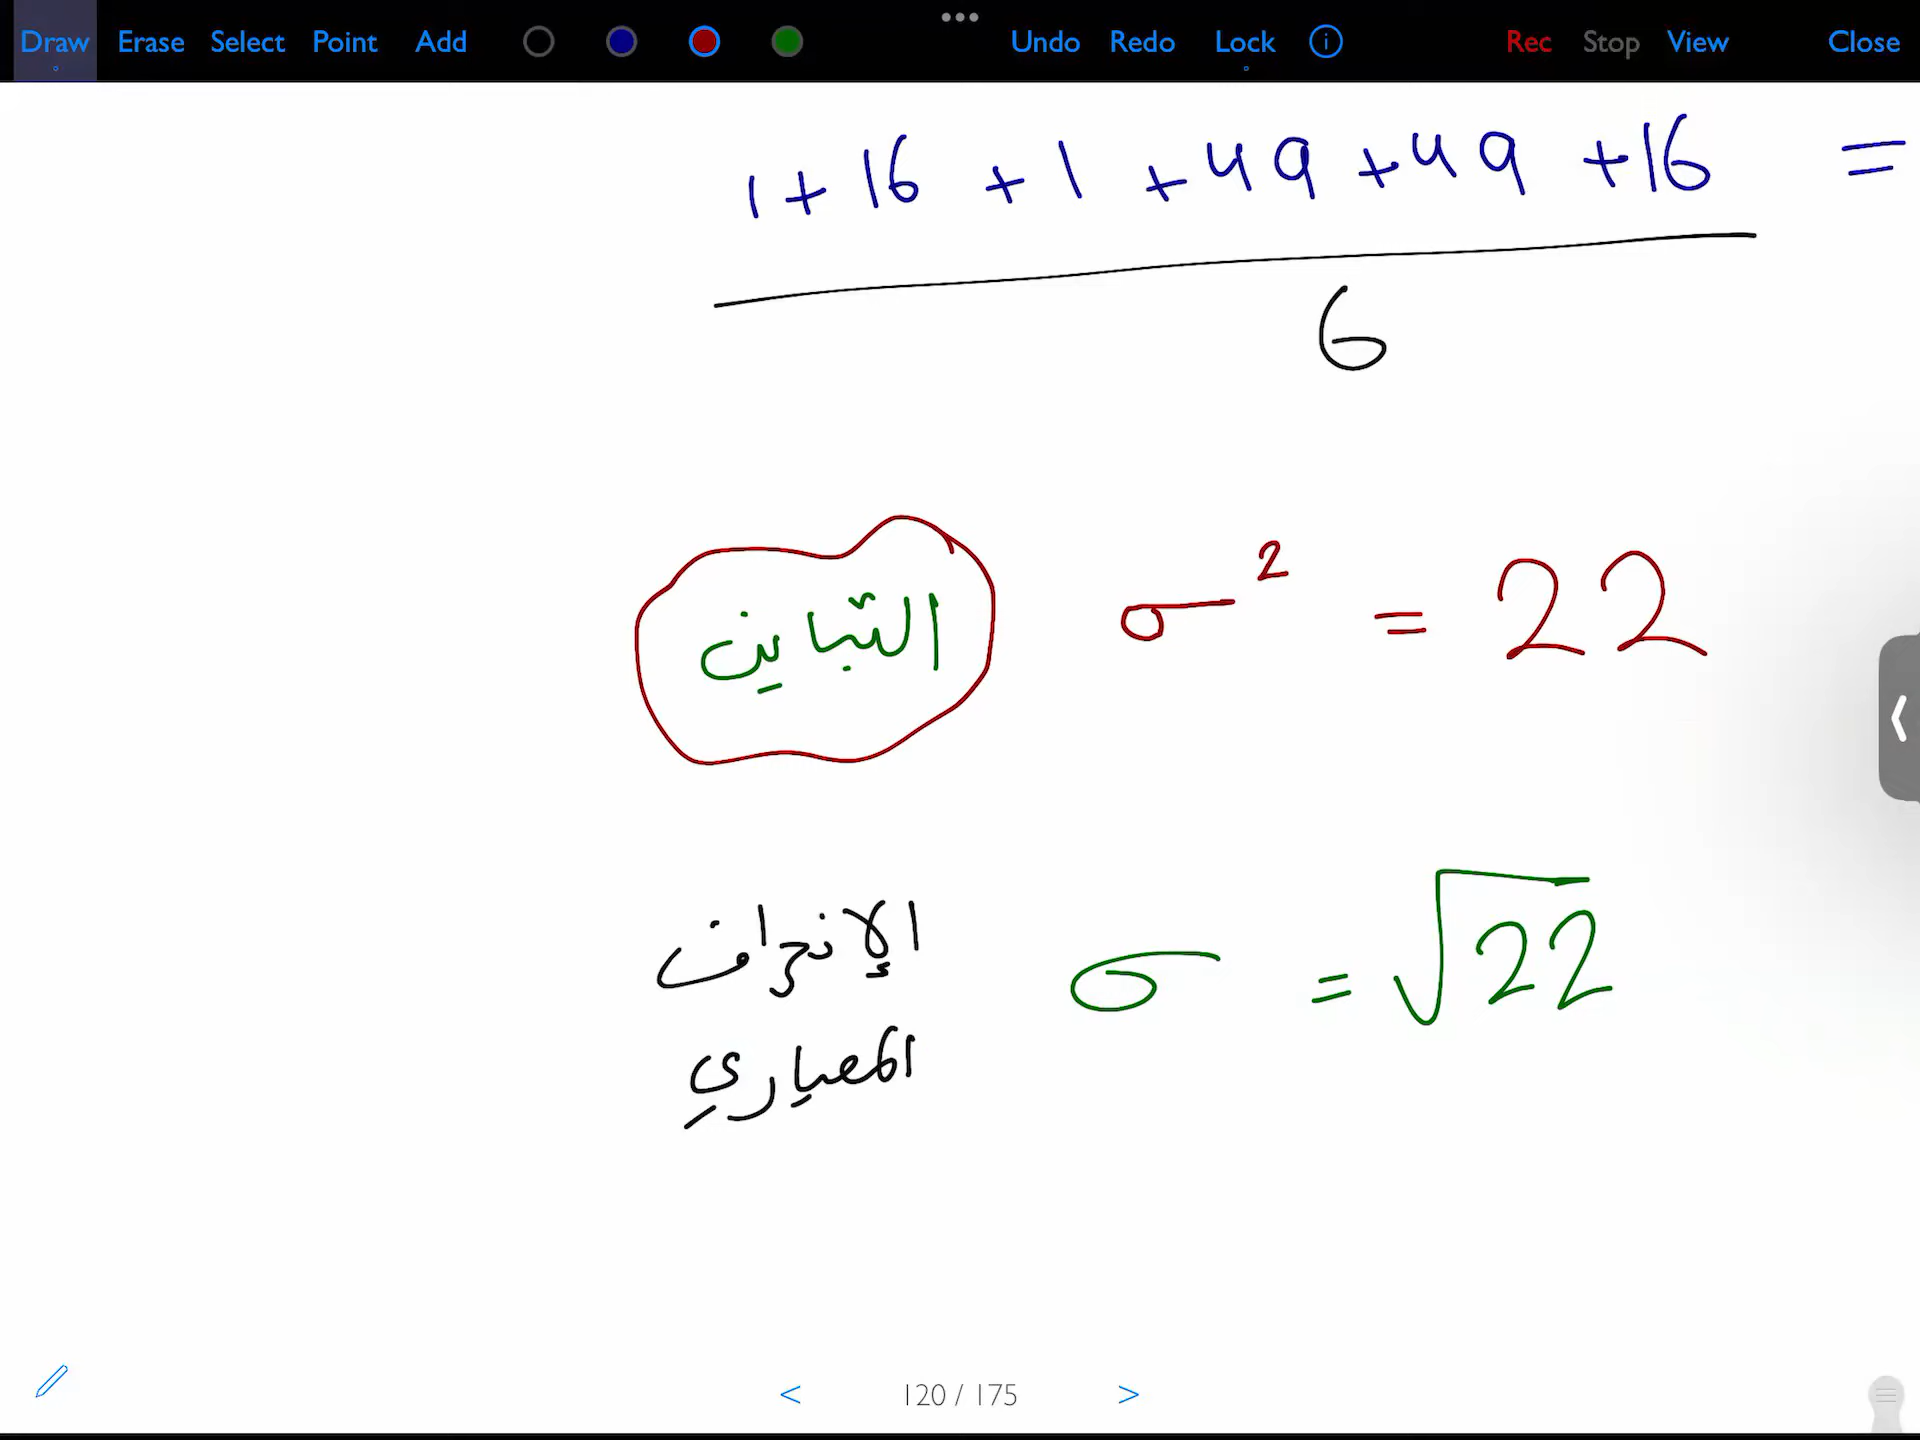 Draw Erase Select Point Add Undo Redo Lock Rec Stop View Close
1 + 16 + 1 + 49 + 49 + 16 =
6
التباين σ² = 22
الإنحراف σ = √22
المعياري
< 120 / 175 >